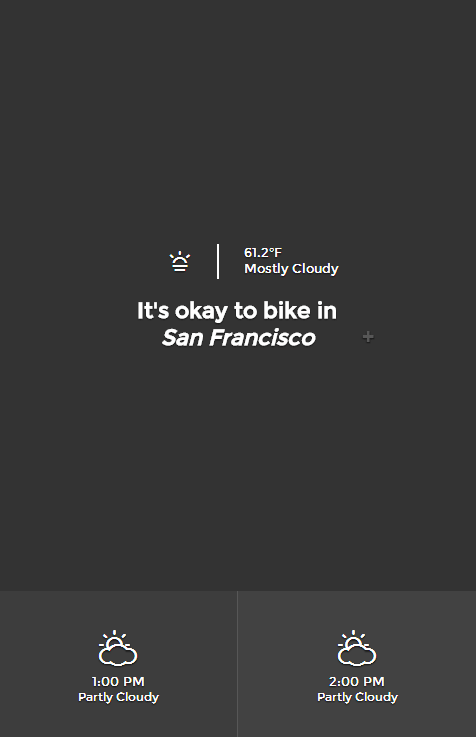 61.2°F
Mostly Cloudy
It's okay to bike in
San Francisco
+
1:00 PM
Partly Cloudy
2:00 PM
Partly Cloudy